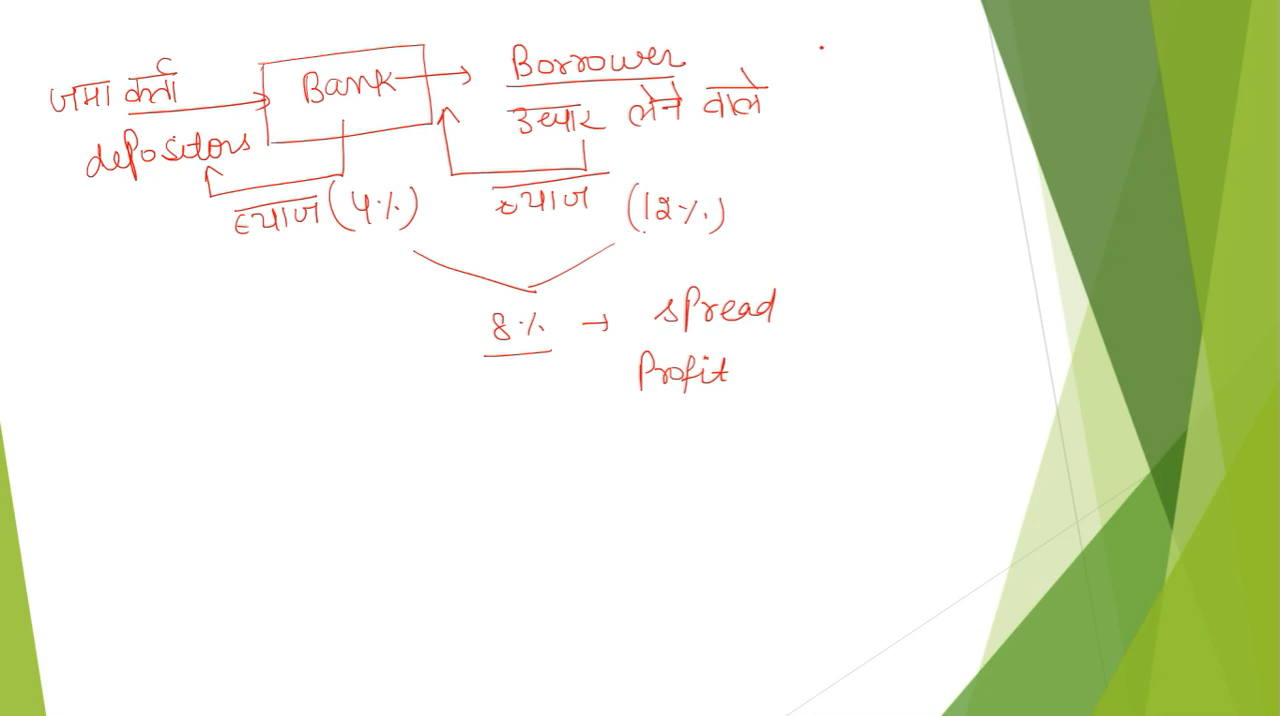 जमा कर्ता
depositors
Bank
Borrower
उधार लेने वाले
ब्याज (4%)
ब्याज (12%)
8% → spread
Profit